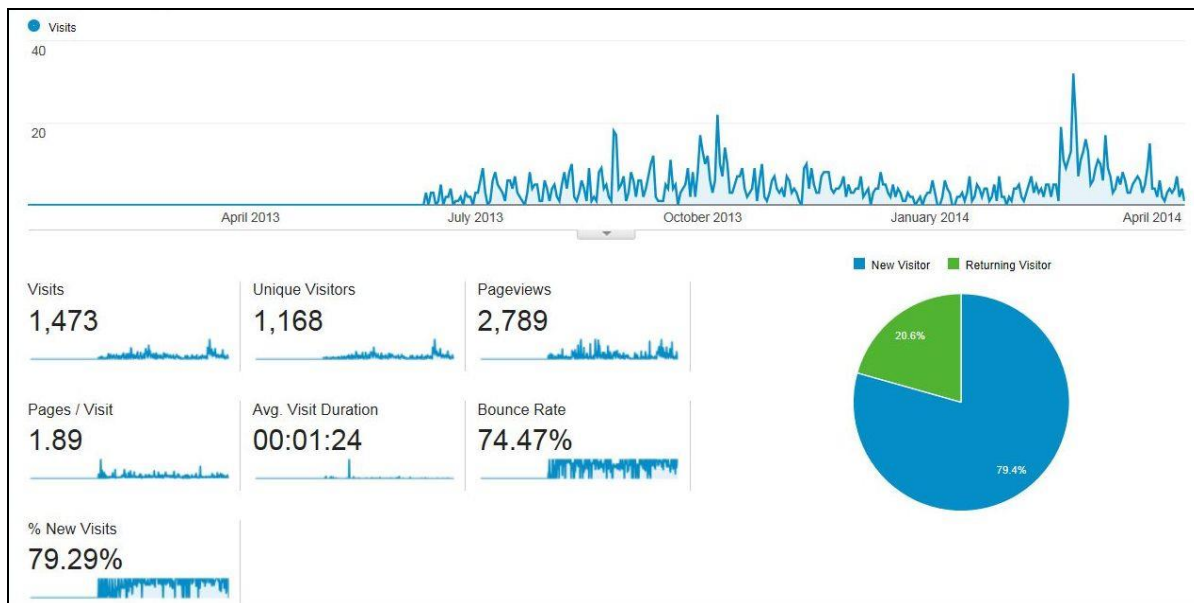 Visits
40
20
April 2013 July 2013 October 2013 January 2014 April 2014
New Visitor Returning Visitor
Visits Unique Visitors Pageviews
1,473 1,168 2,789
20.6%
Pages / Visit Avg. Visit Duration Bounce Rate
1.89 00:01:24 74.47%
79.4%
% New Visits
79.29%